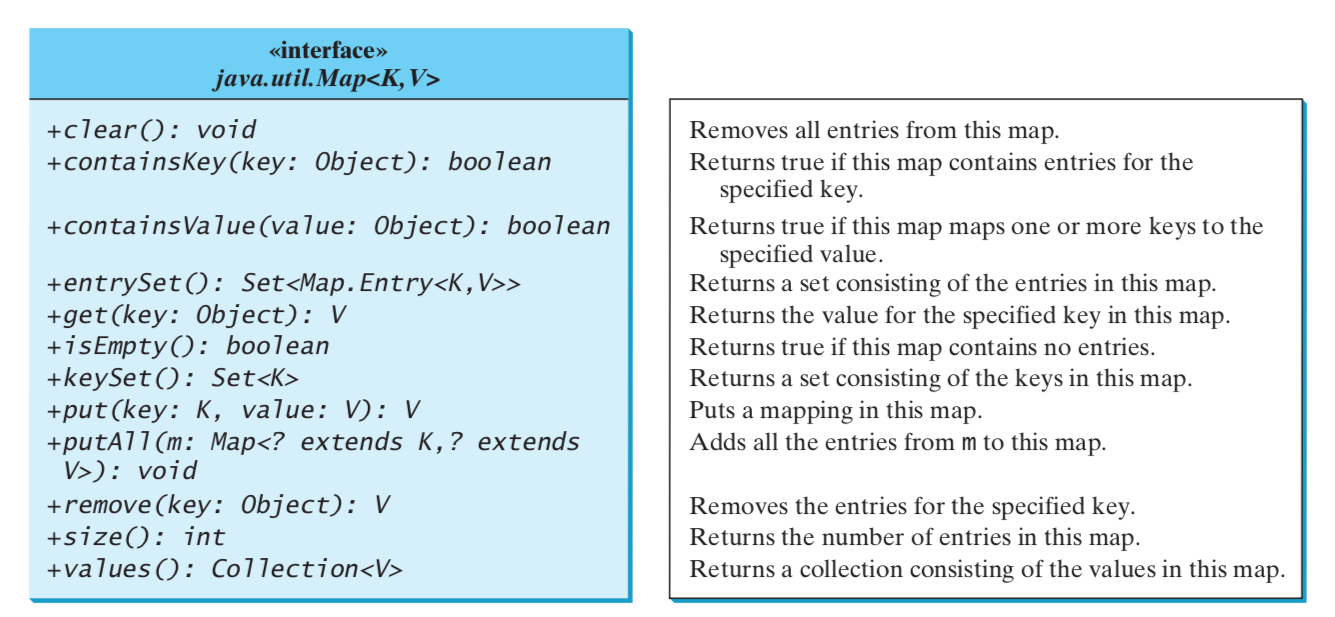 «interface»
java.util.Map<K,V>
+clear(): void
+containsKey(key: Object): boolean
+containsValue(value: Object): boolean
+entrySet(): Set<Map.Entry<K,V>>
+get(key: Object): V
+isEmpty(): boolean
+keySet(): Set<K>
+put(key: K, value: V): V
+putAll(m: Map<? extends K,? extends
V>): void
+remove(key: Object): V
+size(): int
+values(): Collection<V>
Removes all entries from this map.
Returns true if this map contains entries for the
specified key.
Returns true if this map maps one or more keys to the
specified value.
Returns a set consisting of the entries in this map.
Returns the value for the specified key in this map.
Returns true if this map contains no entries.
Returns a set consisting of the keys in this map.
Puts a mapping in this map.
Adds all the entries from m to this map.
Removes the entries for the specified key.
Returns the number of entries in this map.
Returns a collection consisting of the values in this map.